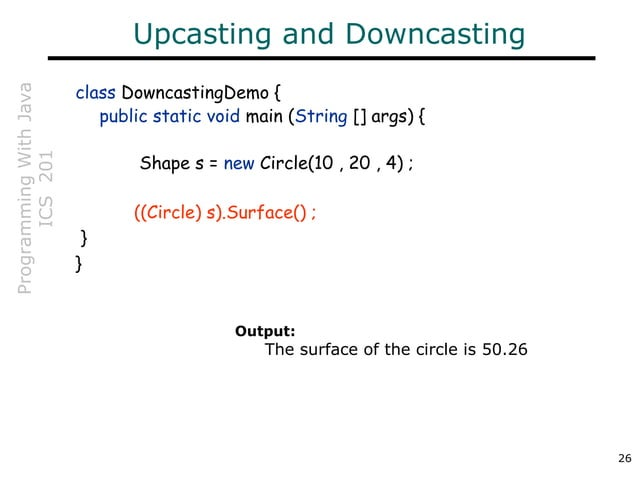 Upcasting and Downcasting
Programming With Java
ICS 201
class DowncastingDemo {
public static void main (String [] args) {
Shape s = new Circle(10 , 20 , 4) ;
((Circle) s).Surface() ;
}
}
Output:
The surface of the circle is 50.26
26